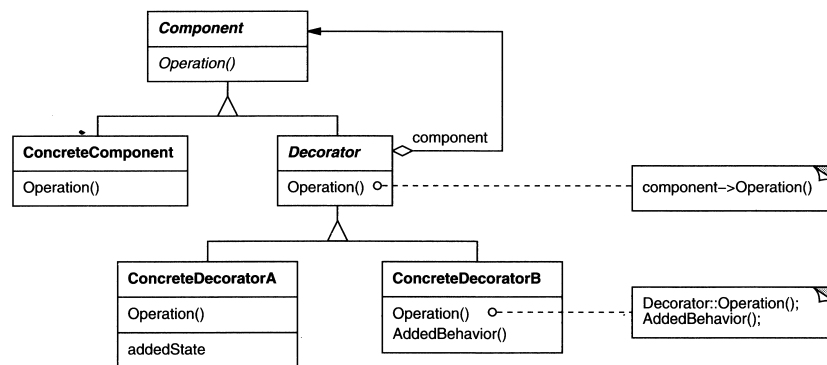 Component
Operation()
component
ConcreteComponent
Operation()
Decorator
Operation()
component->Operation()
ConcreteDecoratorA
Operation()
addedState
ConcreteDecoratorB
Operation()
AddedBehavior()
Decorator::Operation();
AddedBehavior();